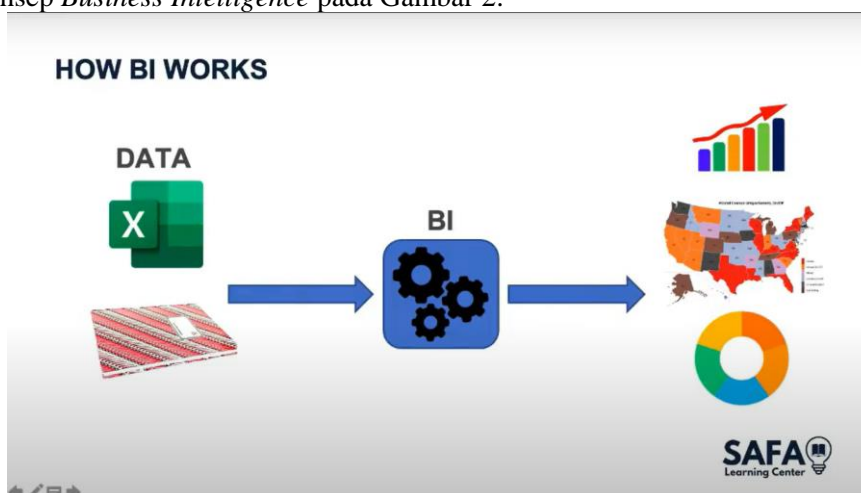 nsep Business Intelligence pada Gambar 2.
HOW BI WORKS
DATA
X
BI
SAFA
Learning Center